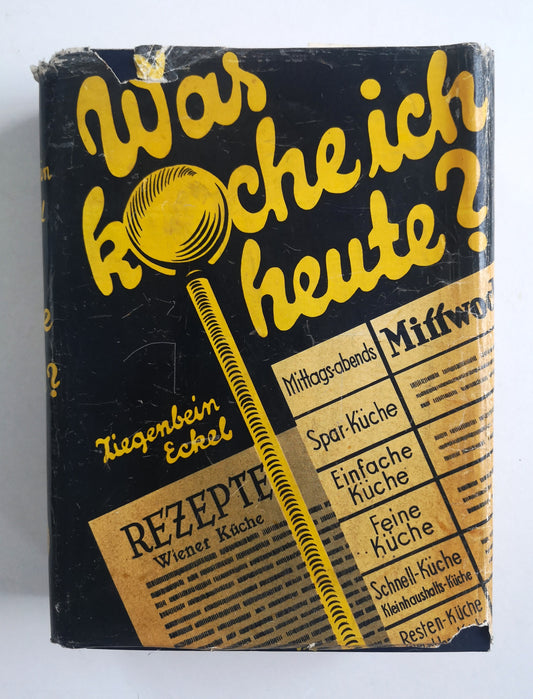 Was
koche ich
heute?
Ziegenbein
Eckel
REZEPTE
Wiener Küche
Mittags-abends
Mittwoc
Spar-Küche
Einfache
Küche
Feine
Küche
Schnell-Küche
Kleinhaushalts-Küche
Resten-Küche
?